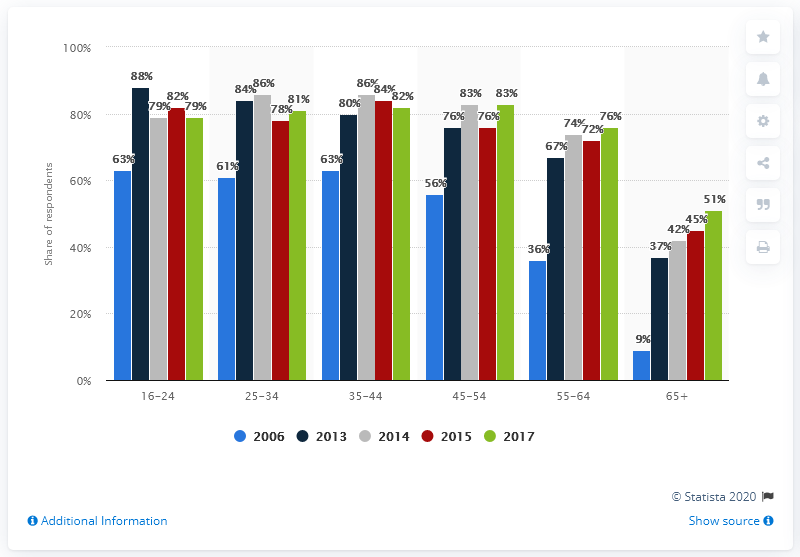 100%
80%
60%
40%
20%
0%
Share of respondents
63% 88% 79% 82% 79%
61% 84% 86% 78% 81%
63% 80% 86% 84% 82%
56% 76% 83% 76% 83%
36% 67% 74% 72% 76%
9% 37% 42% 45% 51%
16-24 25-34 35-44 45-54 55-64 65+
2006 2013 2014 2015 2017
© Statista 2020
Additional Information Show source